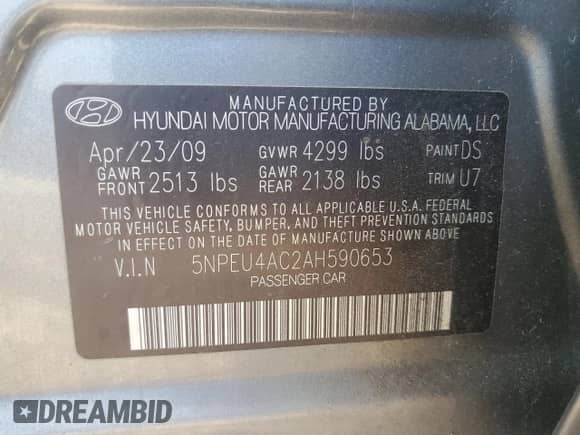 MANUFACTURED BY
HYUNDAI MOTOR MANUFACTURING ALABAMA, LLC
Apr/23/09 GVWR 4299 lbs PAINT DS
GAWR FRONT 2513 lbs GAWR REAR 2138 lbs TRIM U7
THIS VEHICLE CONFORMS TO ALL APPLICABLE U.S.A. FEDERAL
MOTOR VEHICLE SAFETY, BUMPER, AND THEFT PREVENTION STANDARDS
IN EFFECT ON THE DATE OF MANUFACTURE SHOWN ABOVE.
V.I.N 5NPEU4AC2AH590653
PASSENGER CAR
DREAMBID